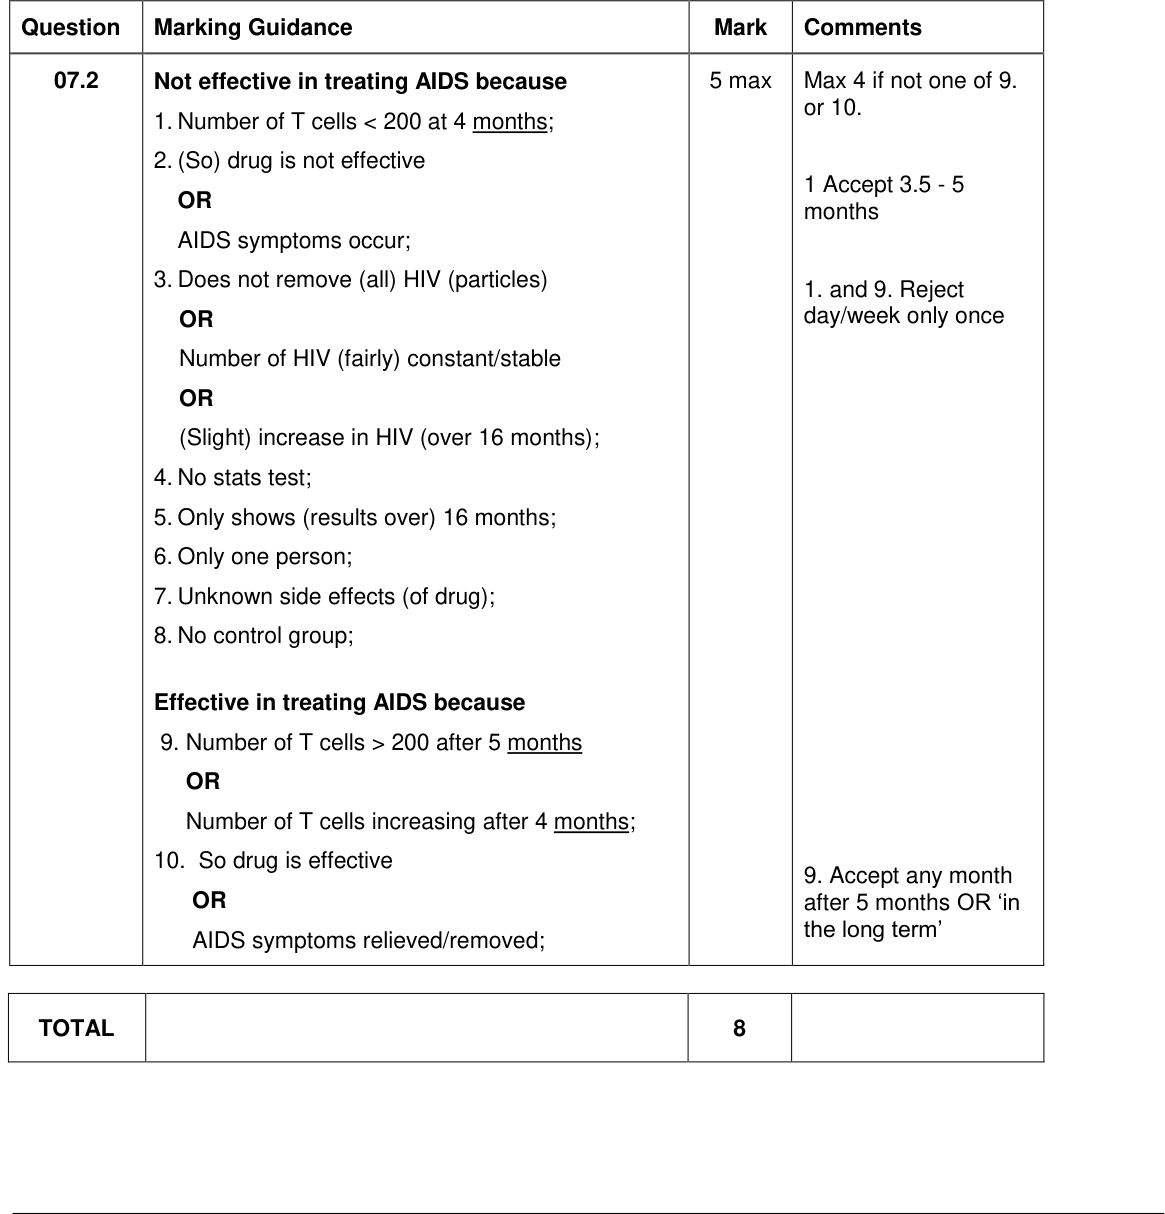 Question Marking Guidance Mark Comments
07.2 Not effective in treating AIDS because 5 max Max 4 if not one of 9.
or 10.
1. Number of T cells < 200 at 4 months;
2. (So) drug is not effective
OR
1 Accept 3.5 - 5
months
AIDS symptoms occur;
3. Does not remove (all) HIV (particles)
OR
1. and 9. Reject
day/week only once
Number of HIV (fairly) constant/stable
OR
(Slight) increase in HIV (over 16 months);
4. No stats test;
5. Only shows (results over) 16 months;
6. Only one person;
7. Unknown side effects (of drug);
8. No control group;
Effective in treating AIDS because
9. Number of T cells > 200 after 5 months
OR
Number of T cells increasing after 4 months;
10. So drug is effective
OR
AIDS symptoms relieved/removed;
9. Accept any month
after 5 months OR ‘in
the long term’
TOTAL 8